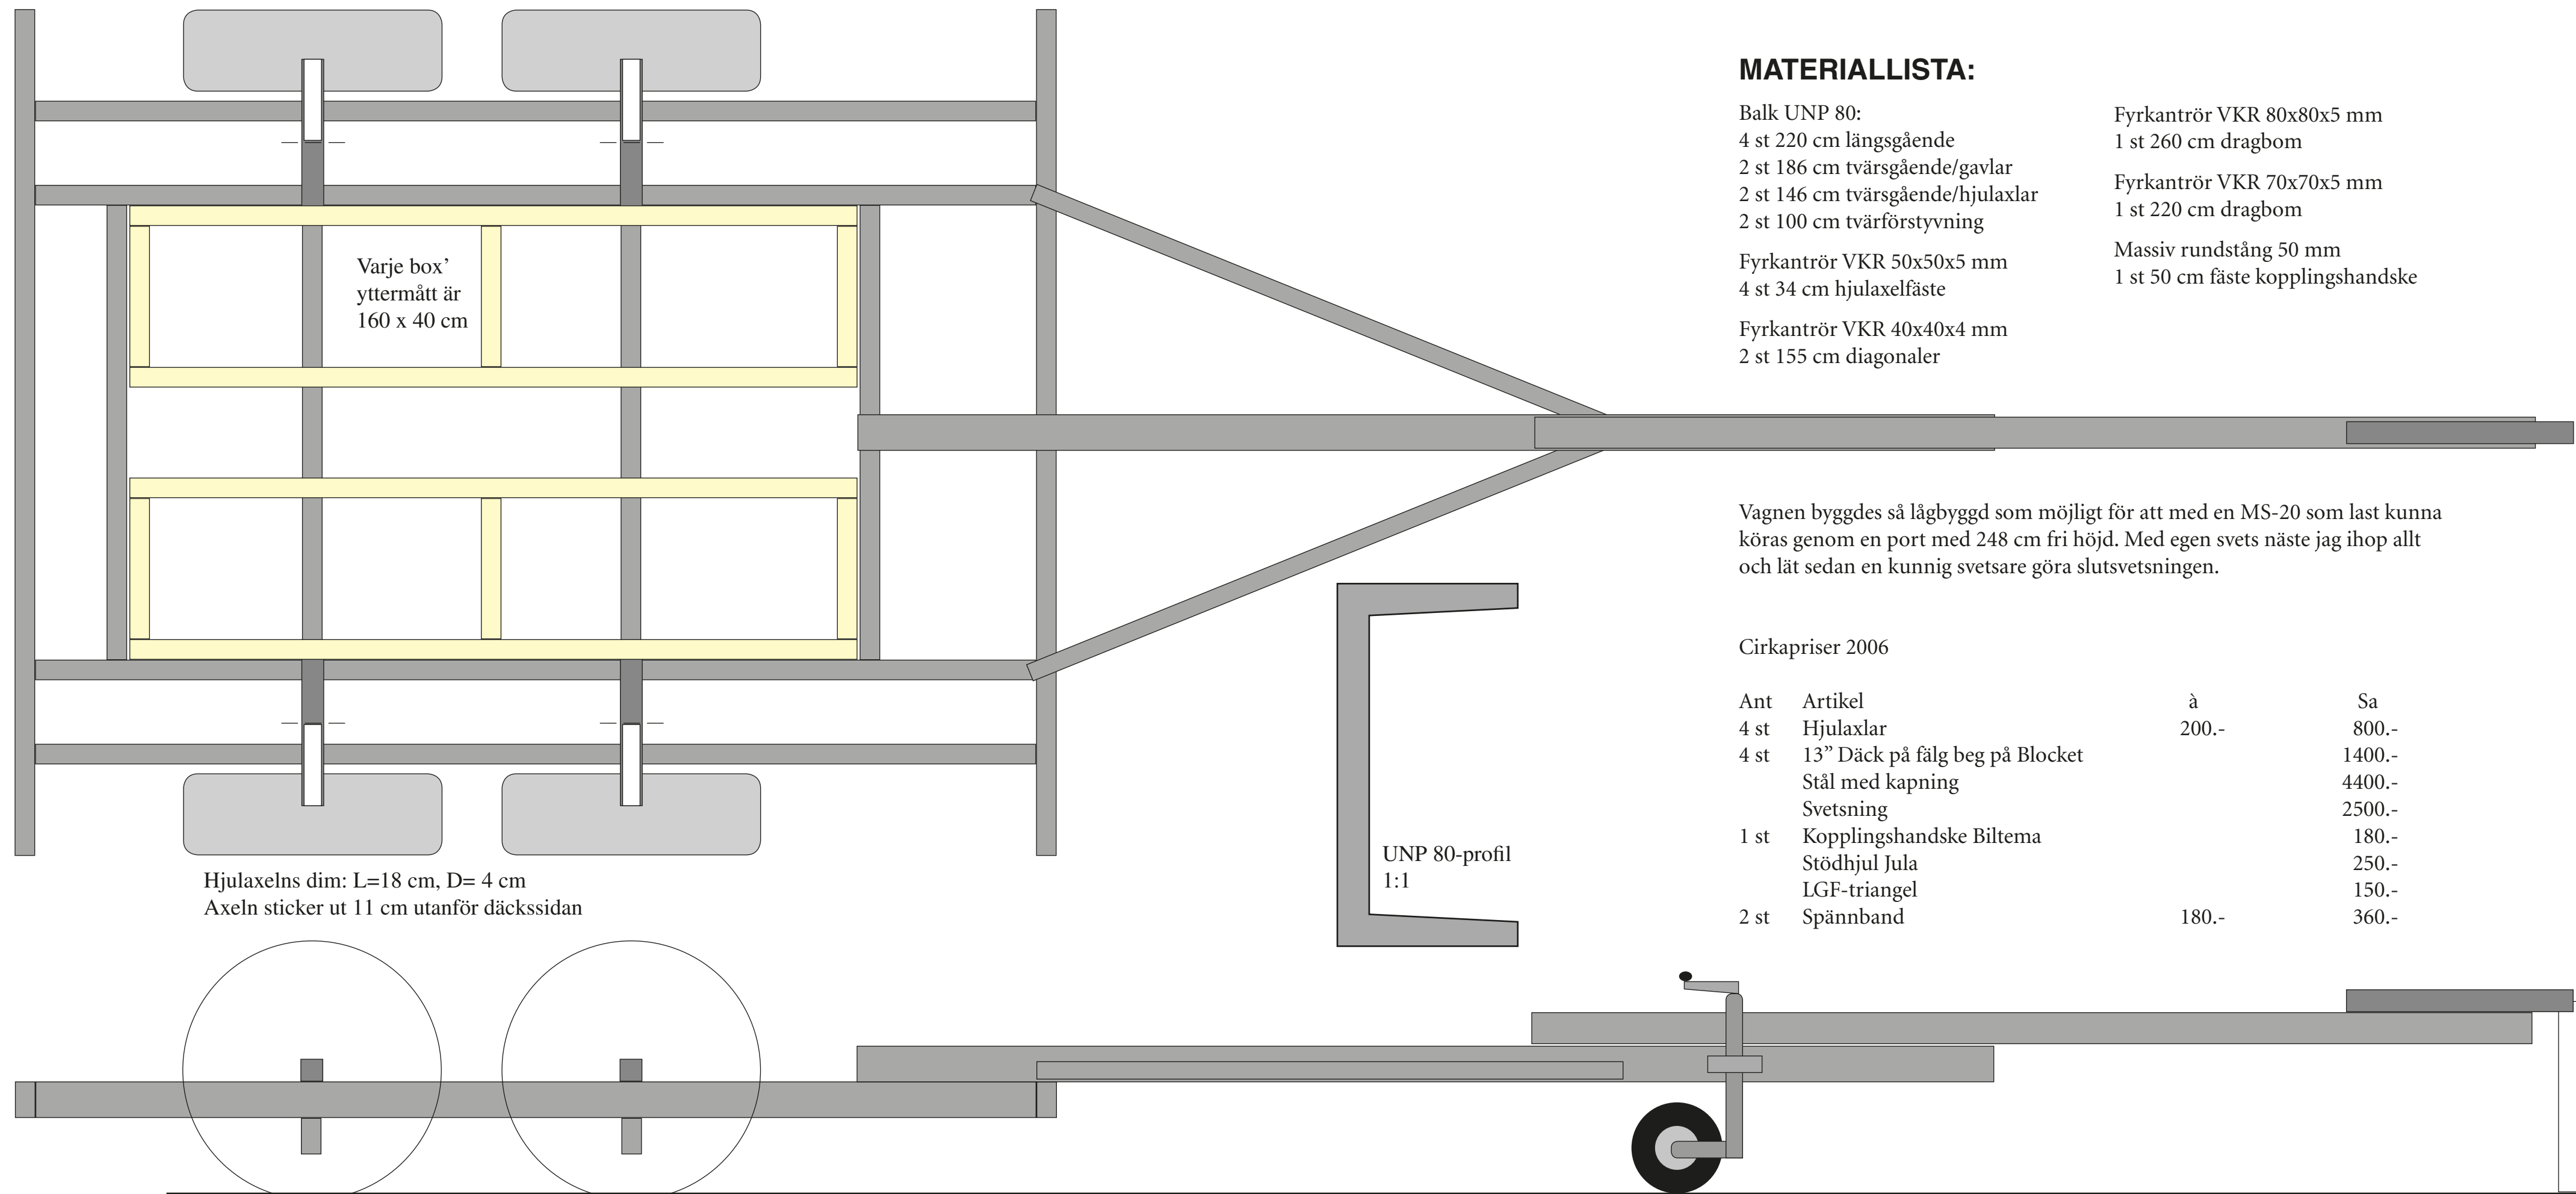 MATERIALLISTA:
Balk UNP 80:
4 st 220 cm längsgående
2 st 186 cm tvärsgående/gavlar
2 st 146 cm tvärsgående/hjulaxlar
2 st 100 cm tvärförstyvning
Fyrkantrör VKR 50x50x5 mm
4 st 34 cm hjulaxelfäste
Fyrkantrör VKR 40x40x4 mm
2 st 155 cm diagonaler
Fyrkantrör VKR 80x80x5 mm
1 st 260 cm dragbom
Fyrkantrör VKR 70x70x5 mm
1 st 220 cm dragbom
Massiv rundstång 50 mm
1 st 50 cm fäste kopplingshandske
Varje box’
yttermått är
160 x 40 cm
Vagnen byggdes så lågbyggd som möjligt för att med en MS-20 som last kunna
köras genom en port med 248 cm fri höjd. Med egen svets näste jag ihop allt
och lät sedan en kunnig svetsare göra slutsvetsningen.
Cirkapriser 2006
Ant Artikel à Sa
4 st Hjulaxlar 200.- 800.-
4 st 13” Däck på fälg beg på Blocket 1400.-
Stål med kapning 4400.-
Svetsning 2500.-
1 st Kopplingshandske Biltema 180.-
Stödhjul Jula 250.-
LGF-triangel 150.-
2 st Spännband 180.- 360.-
UNP 80-profil
1:1
Hjulaxelns dim: L=18 cm, D= 4 cm
Axeln sticker ut 11 cm utanför däckssidan